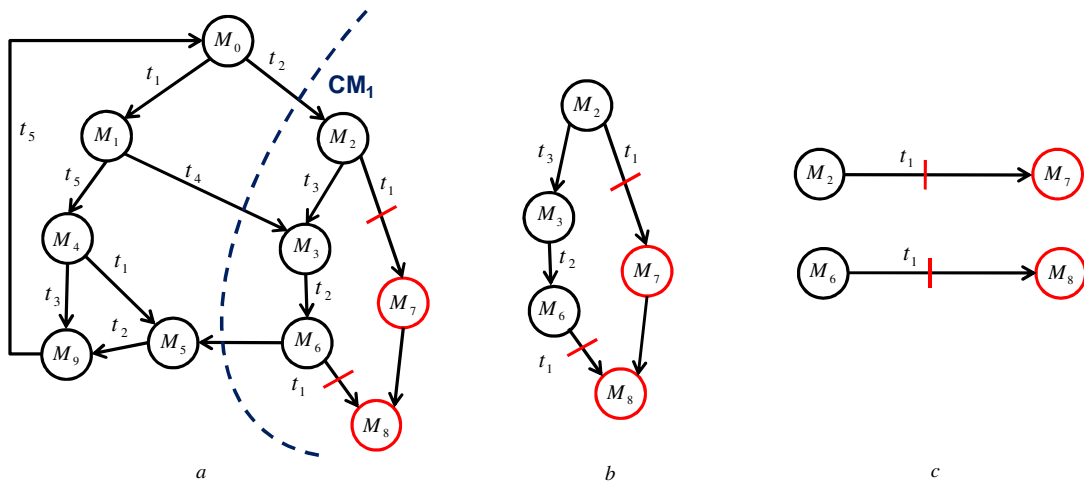 M₀
t₁
t₂
CM₁
t₅
M₁
M₂
t₅
t₄
t₃
t₁
M₄
M₃
t₁
t₃
t₂
M₇
t₂
M₉
M₅
M₆
t₁
M₈
a
M₂
t₃
t₁
M₃
t₂
M₇
M₆
t₁
M₈
b
M₂
t₁
M₇
M₆
t₁
M₈
c